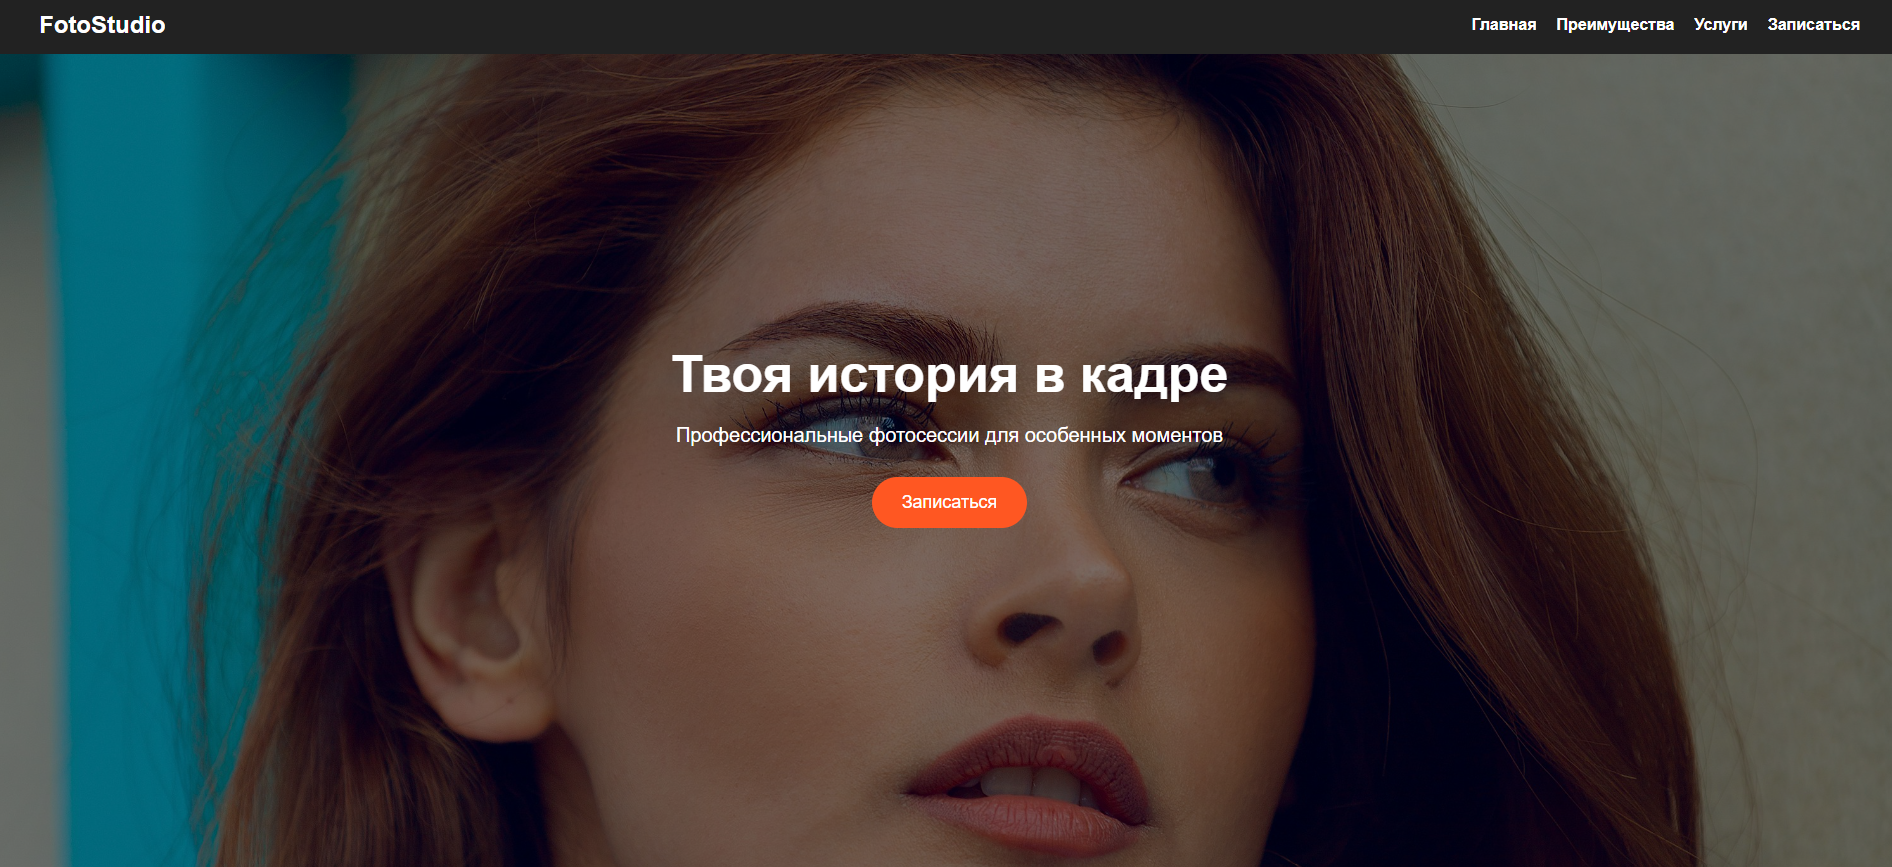 FotoStudio
Главная Преимущества Услуги Записаться
Твоя история в кадре
Профессиональные фотосессии для особенных моментов
Записаться